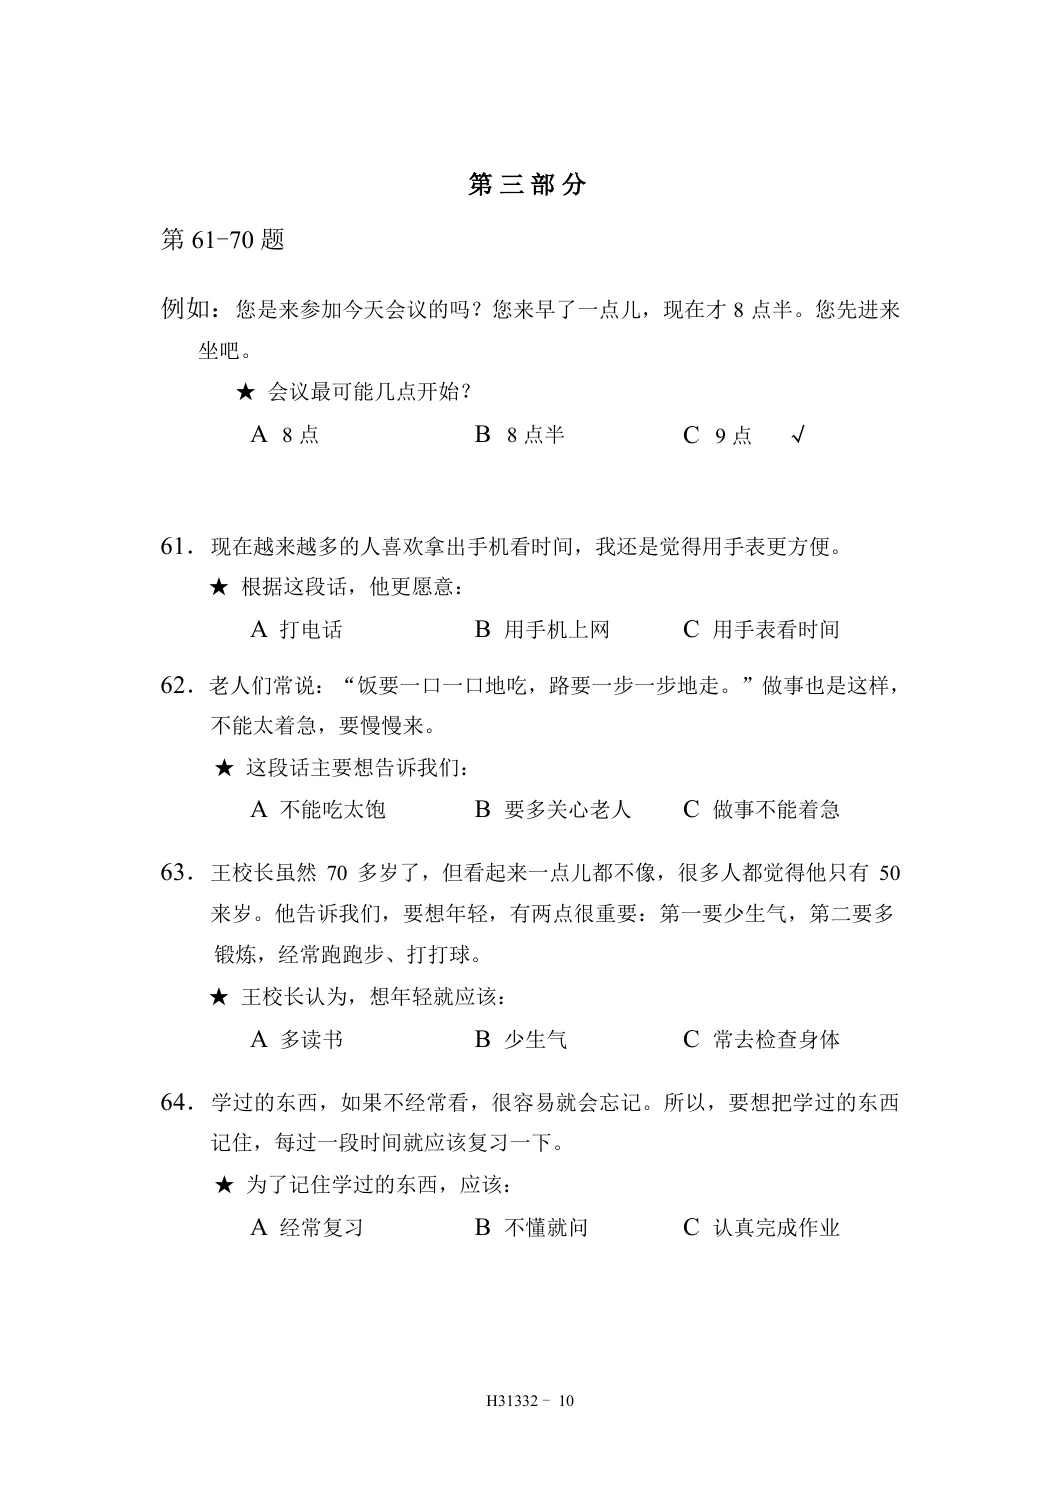 第 三 部 分
第 61-70 题
例如：您是来参加今天会议的吗？您来早了一点儿，现在才 8 点半。您先进来
坐吧。
★ 会议最可能几点开始？
A 8 点 B 8 点半 C 9 点 √
61．现在越来越多的人喜欢拿出手机看时间，我还是觉得用手表更方便。
★ 根据这段话，他更愿意：
A 打电话 B 用手机上网 C 用手表看时间
62．老人们常说：“饭要一口一口地吃，路要一步一步地走。”做事也是这样，
不能太着急，要慢慢来。
★ 这段话主要想告诉我们：
A 不能吃太饱 B 要多关心老人 C 做事不能着急
63．王校长虽然 70 多岁了，但看起来一点儿都不像，很多人都觉得他只有 50
来岁。他告诉我们，要想年轻，有两点很重要：第一要少生气，第二要多
锻炼，经常跑跑步、打打球。
★ 王校长认为，想年轻就应该：
A 多读书 B 少生气 C 常去检查身体
64．学过的东西，如果不经常看，很容易就会忘记。所以，要想把学过的东西
记住，每过一段时间就应该复习一下。
★ 为了记住学过的东西，应该：
A 经常复习 B 不懂就问 C 认真完成作业
H31332－ 10